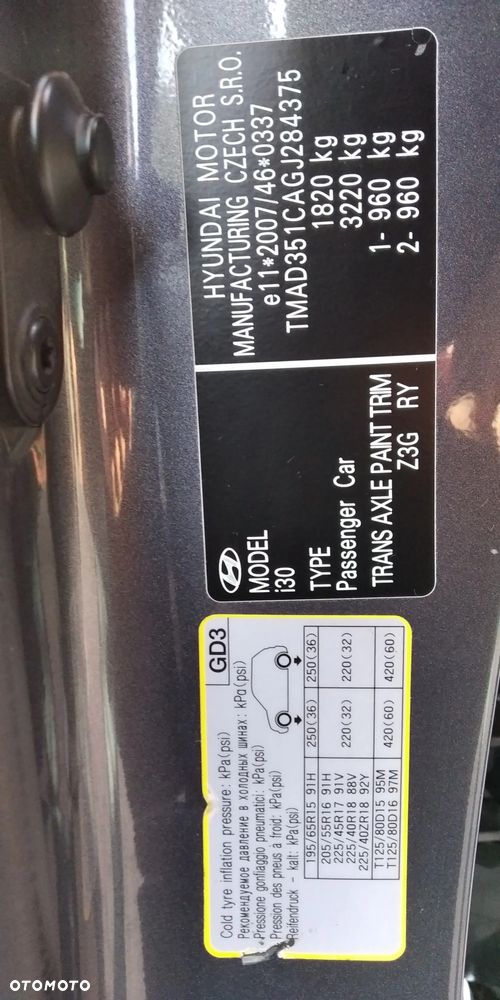 HYUNDAI MOTOR
MANUFACTURING CZECH S.R.O.
e11*2007/46*0337
TMAD351CAGJ284375
1820 kg
3220 kg
1- 960 kg
2- 960 kg
MODEL
i30
TYPE
Passenger Car
TRANS AXLE PAINT TRIM
Z3G RY
GD3
Cold tyre inflation pressure: kPa(psi)
Рекомендуемое давление в холодных шинах: kPa(psi)
*Pressione gonfiaggio pneumatici: kPa(psi)
Pression des pneus à froid: kPa(psi)
Reifendruck - kalt: kPa(psi)
195/65R15 91H 250(36) 250(36)
205/55R16 91H
225/45R17 91V
225/40R18 88V
225/40ZR18 92Y 220(32) 220(32)
T125/80D15 95M
T125/80D16 97M 420(60) 420(60)
OTOMOTO